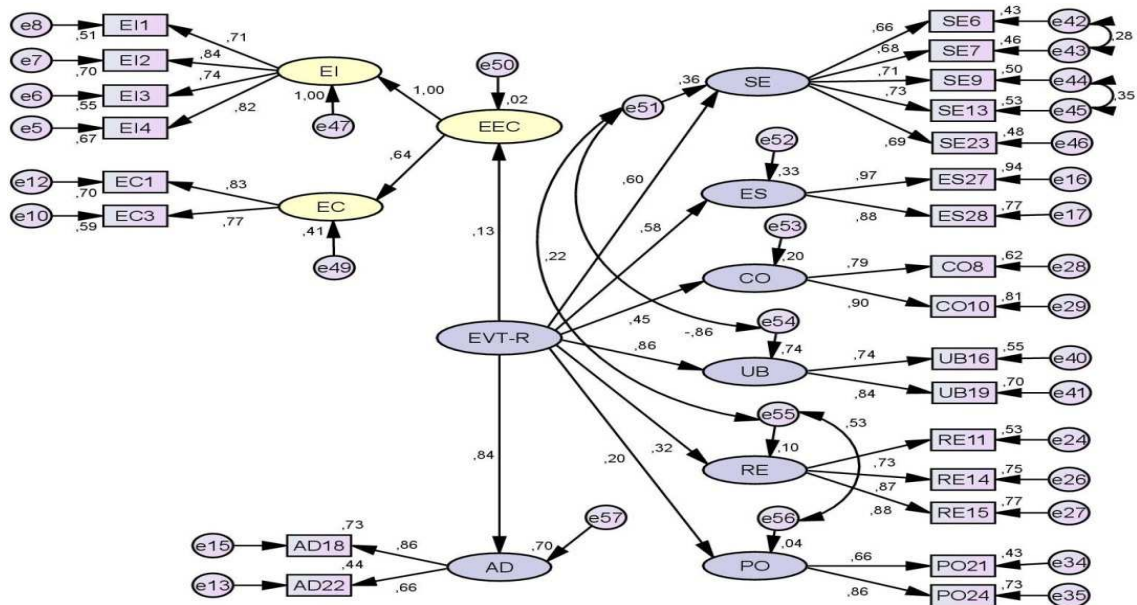 e8 ,51 EI1 ,71
e7 ,70 EI2 ,84
e6 ,55 EI3 ,74
e5 ,67 EI4 ,82
EI
1,00
e47
1,00
e50
,02
EEC
,64
e12 ,70 EC1 ,83
e10 ,59 EC3 ,77
EC
,41
e49
,13
EVT-R
,84
e15 ,73 AD18 ,86
e13 ,44 AD22 ,66
AD
,70
e57
e51
,36
SE
,60
,66 SE6 ,43 e42
,28
,68 SE7 ,46 e43
,71 SE9 ,50 e44
,35
,73 SE13 ,53 e45
,69 SE23 ,48 e46
e52
,33
ES
,58
,97 ES27 ,94 e16
,88 ES28 ,77 e17
e53
,20
CO
,45
,79 CO8 ,62 e28
,90 CO10 ,81 e29
,22
-,86
e54
,74
UB
,86
,74 UB16 ,55 e40
,84 UB19 ,70 e41
e55
,53
,10
RE
,32
,73 RE11 ,53 e24
,87 RE14 ,75 e26
,88 RE15 ,77 e27
e56
,04
PO
,20
,66 PO21 ,43 e34
,86 PO24 ,73 e35